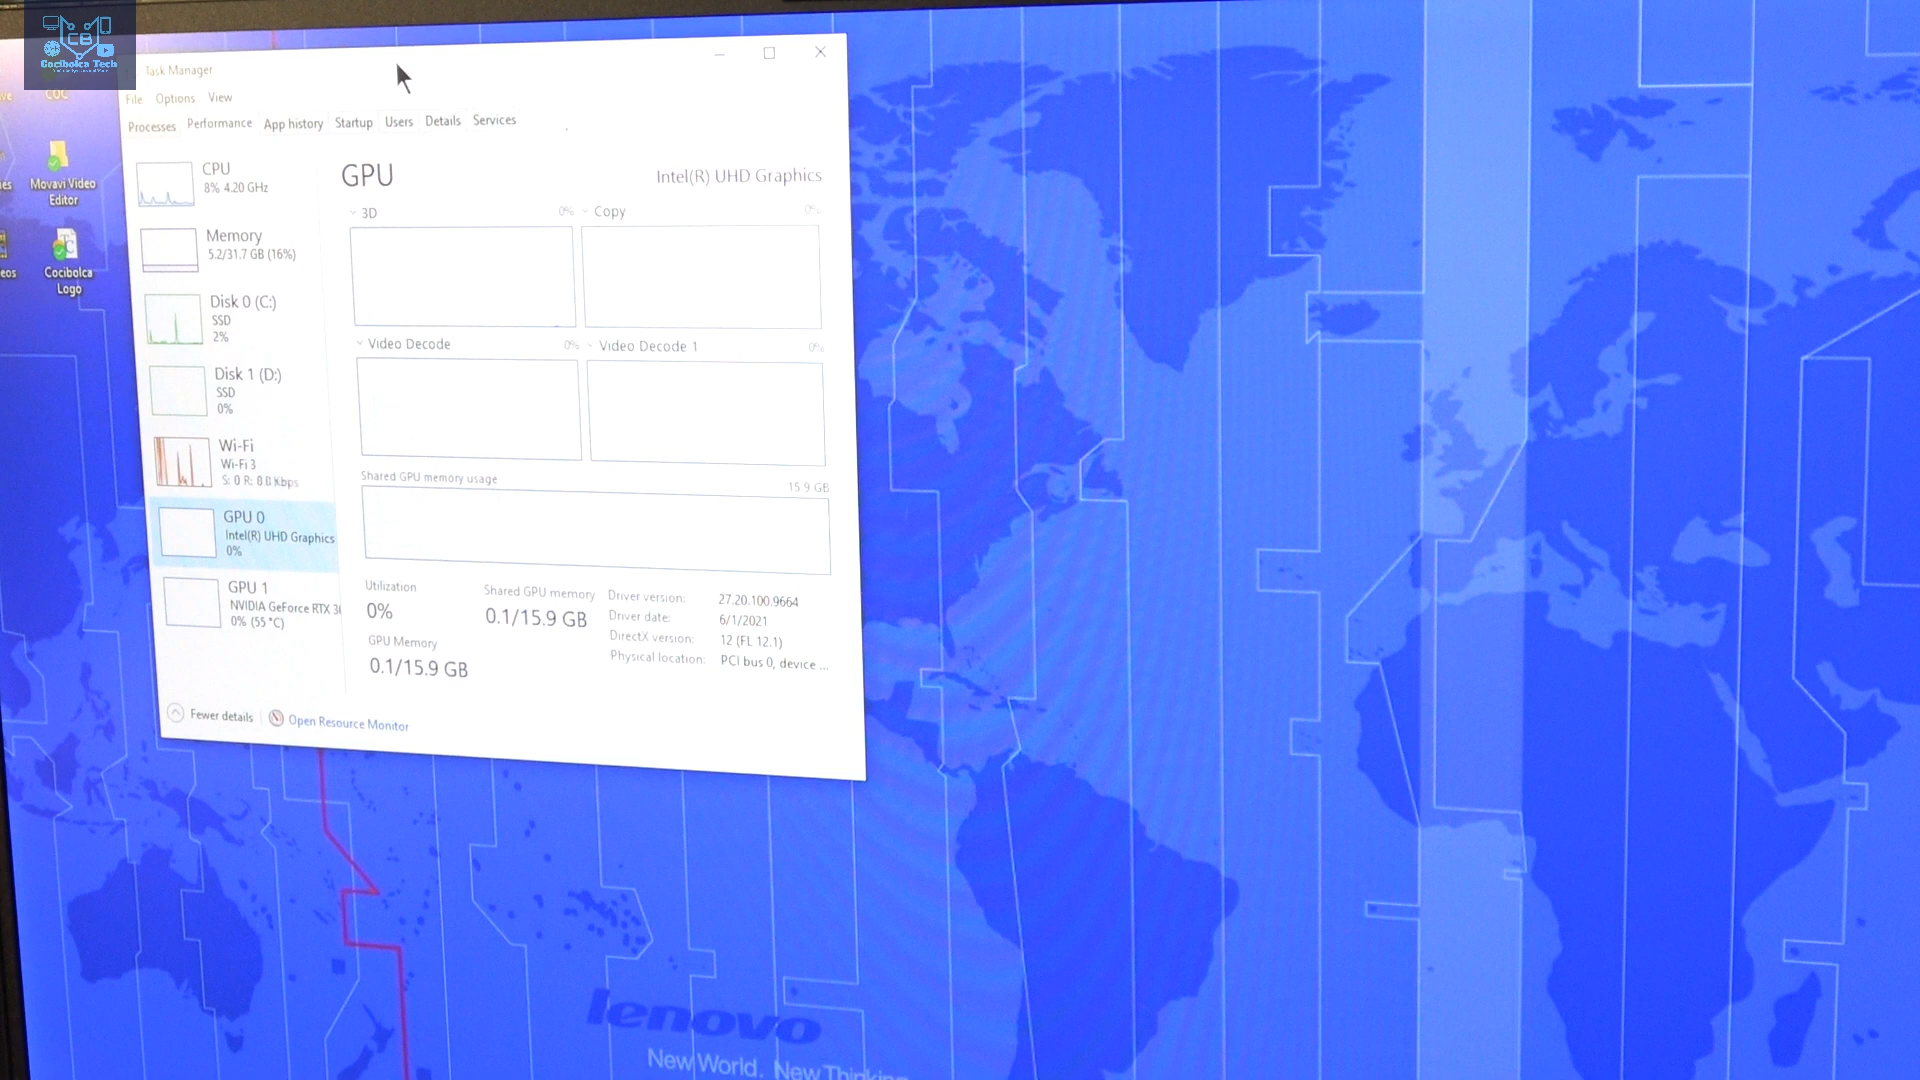 CB
Cocibolca Tech
Task Manager
File Options View
Processes Performance App history Startup Users Details Services
COC
Movavi Video
Editor
Cocibolca
Logo
CPU
8% 4.20 GHz
Memory
5.2/31.7 GB (16%)
Disk 0 (C:)
SSD
2%
Disk 1 (D:)
SSD
0%
Wi-Fi
Wi-Fi 3
S: 0 R: 8.0 Kbps
GPU 0
Intel(R) UHD Graphics
0%
GPU 1
NVIDIA GeForce RTX 3
0% (55 °C)
GPU
Intel(R) UHD Graphics
3D 0% Copy 0%
Video Decode 0% Video Decode 1 0%
Shared GPU memory usage 15.9 GB
Utilization
0%
Shared GPU memory
0.1/15.9 GB
GPU Memory
0.1/15.9 GB
Driver version: 27.20.100.9664
Driver date: 6/1/2021
DirectX version: 12 (FL 12.1)
Physical location: PCI bus 0, device ...
Fewer details Open Resource Monitor
lenovo
New World. New Thinking